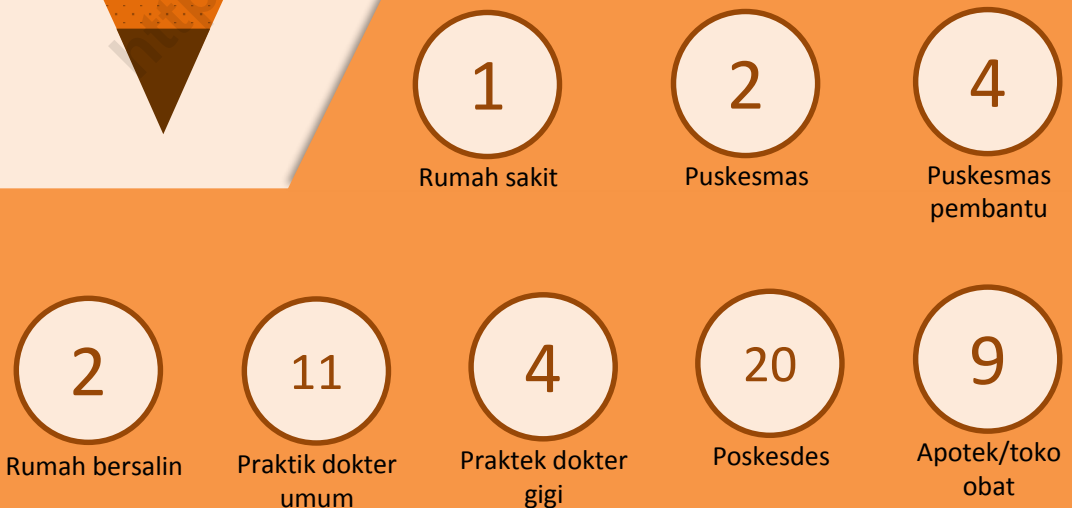 1
Rumah sakit
2
Puskesmas
4
Puskesmas
pembantu
2
Rumah bersalin
11
Praktik dokter
umum
4
Praktek dokter
gigi
20
Poskesdes
9
Apotek/toko
obat